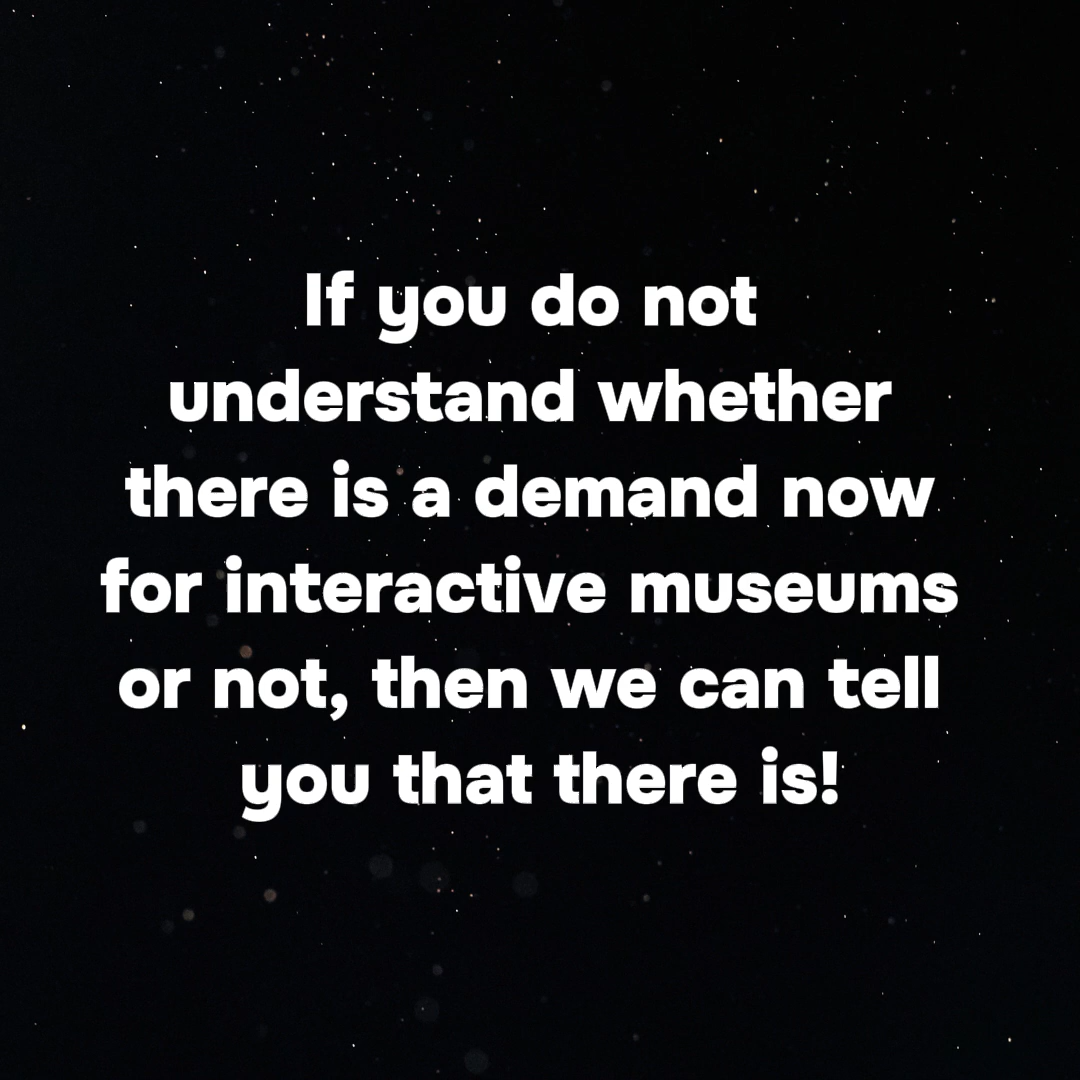 If you do not
understand whether
there is a demand now
for interactive museums
or not, then we can tell
you that there is!